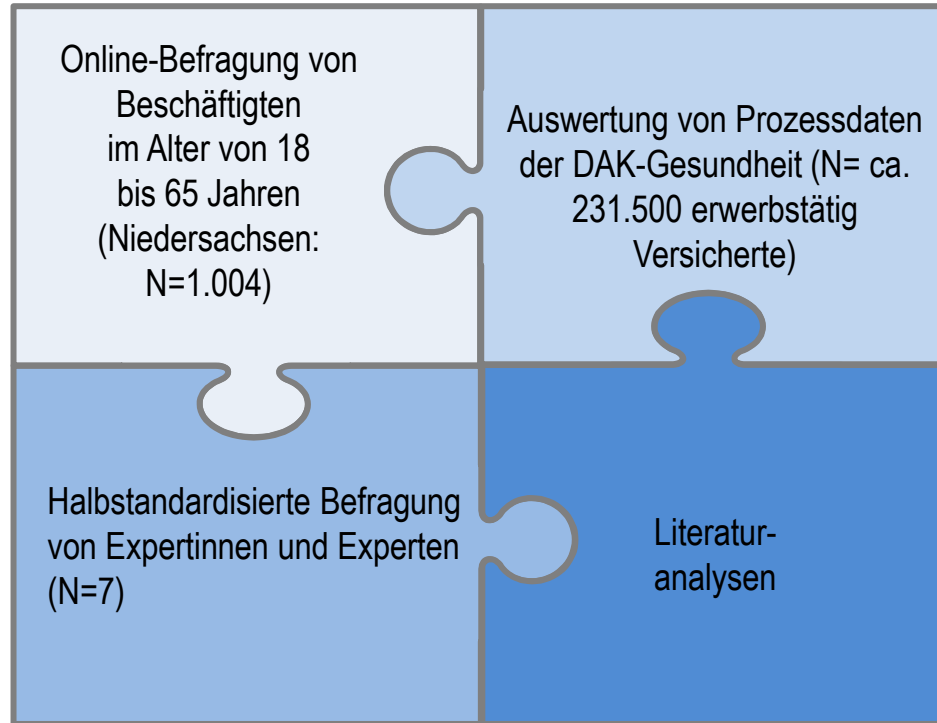 Online-Befragung von
Beschäftigten
im Alter von 18
bis 65 Jahren
(Niedersachsen:
N=1.004)
Auswertung von Prozessdaten
der DAK-Gesundheit (N= ca.
231.500 erwerbstätig
Versicherte)
Halbstandardisierte Befragung
von Expertinnen und Experten
(N=7)
Literatur-
analysen